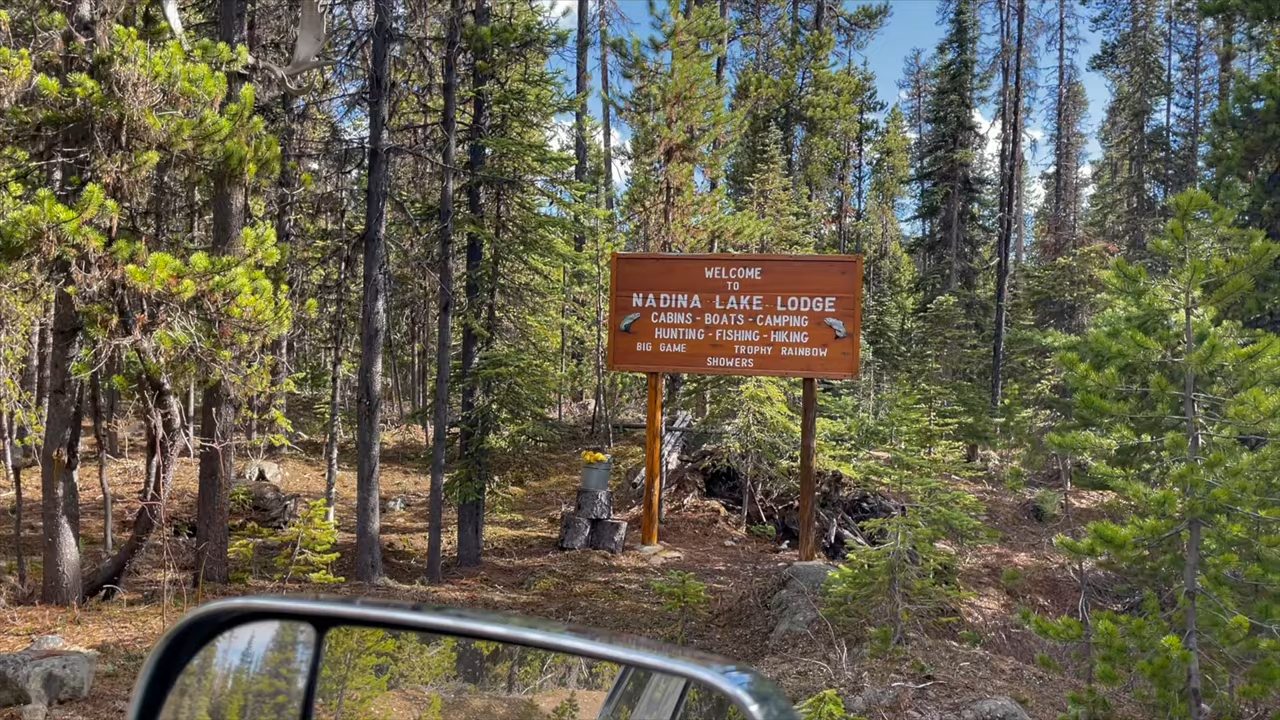 WELCOME
TO
NADINA LAKE LODGE
CABINS - BOATS - CAMPING
HUNTING - FISHING - HIKING
BIG GAME TROPHY RAINBOW
SHOWERS